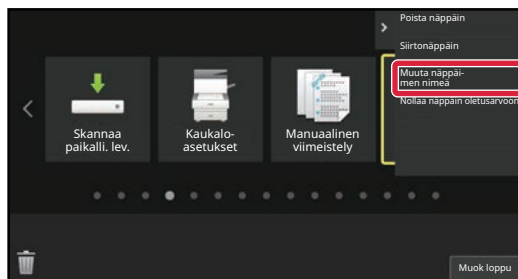 Poista näppäin
Siirtonäppäin
Muuta näppäi-
men nimeä
Nollaa näppäin oletusarvoon
Skannaa
paikalli. lev.
Kaukalo-
asetukset
Manuaalinen
viimeistely
Muok loppu